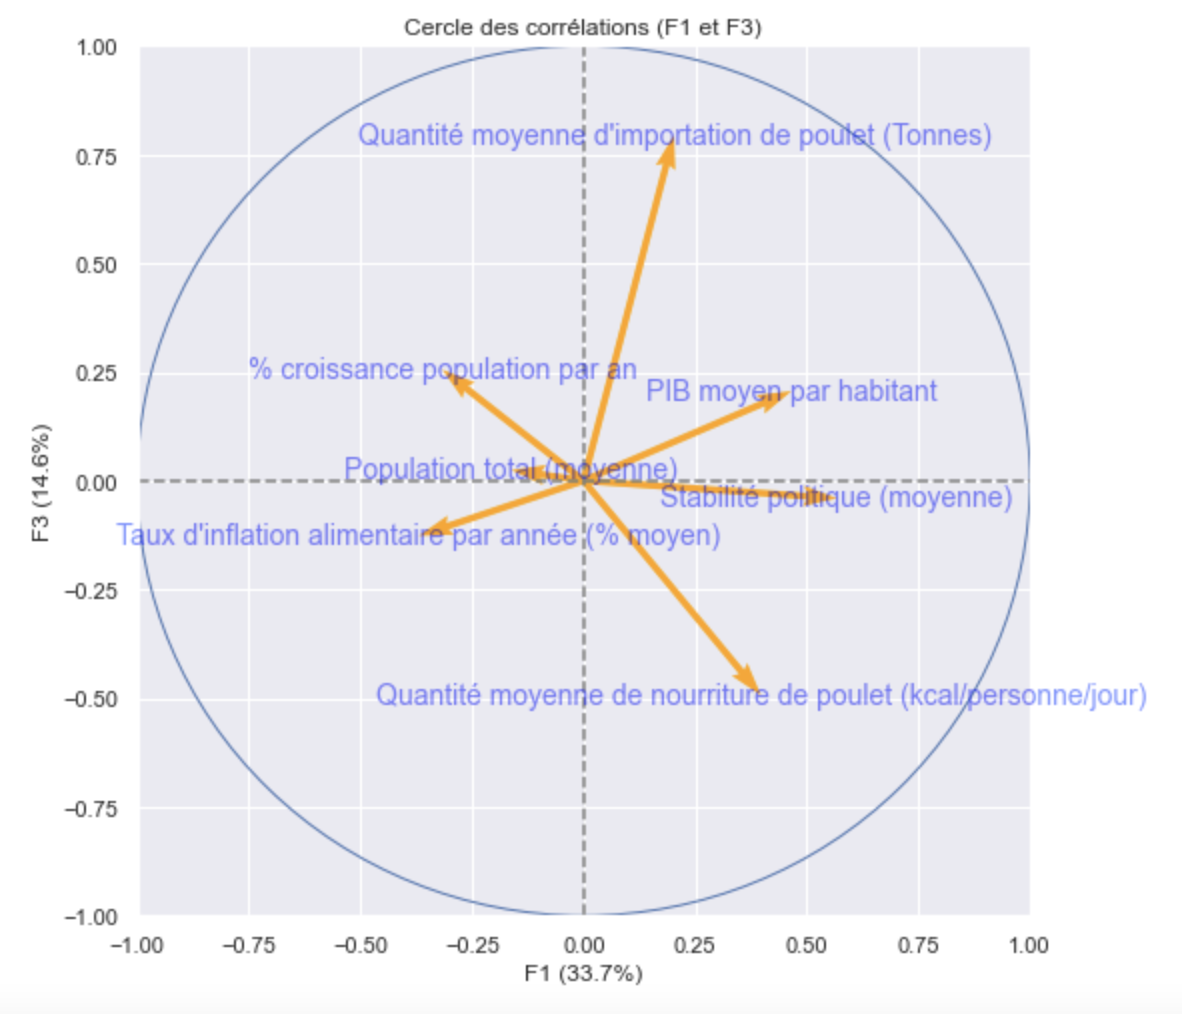 Cercle des corrélations (F1 et F3)
1.00
Quantité moyenne d'importation de poulet (Tonnes)
0.75
0.50
% croissance population par an
0.25
PIB moyen par habitant
Population total (moyenne)
0.00
Stabilité politique (moyenne)
Taux d'inflation alimentaire par année (% moyen)
−0.25
Quantité moyenne de nourriture de poulet (kcal/personne/jour)
−0.50
−0.75
−1.00
F3 (14.6%)
−1.00 −0.75 −0.50 −0.25 0.00 0.25 0.50 0.75 1.00
F1 (33.7%)